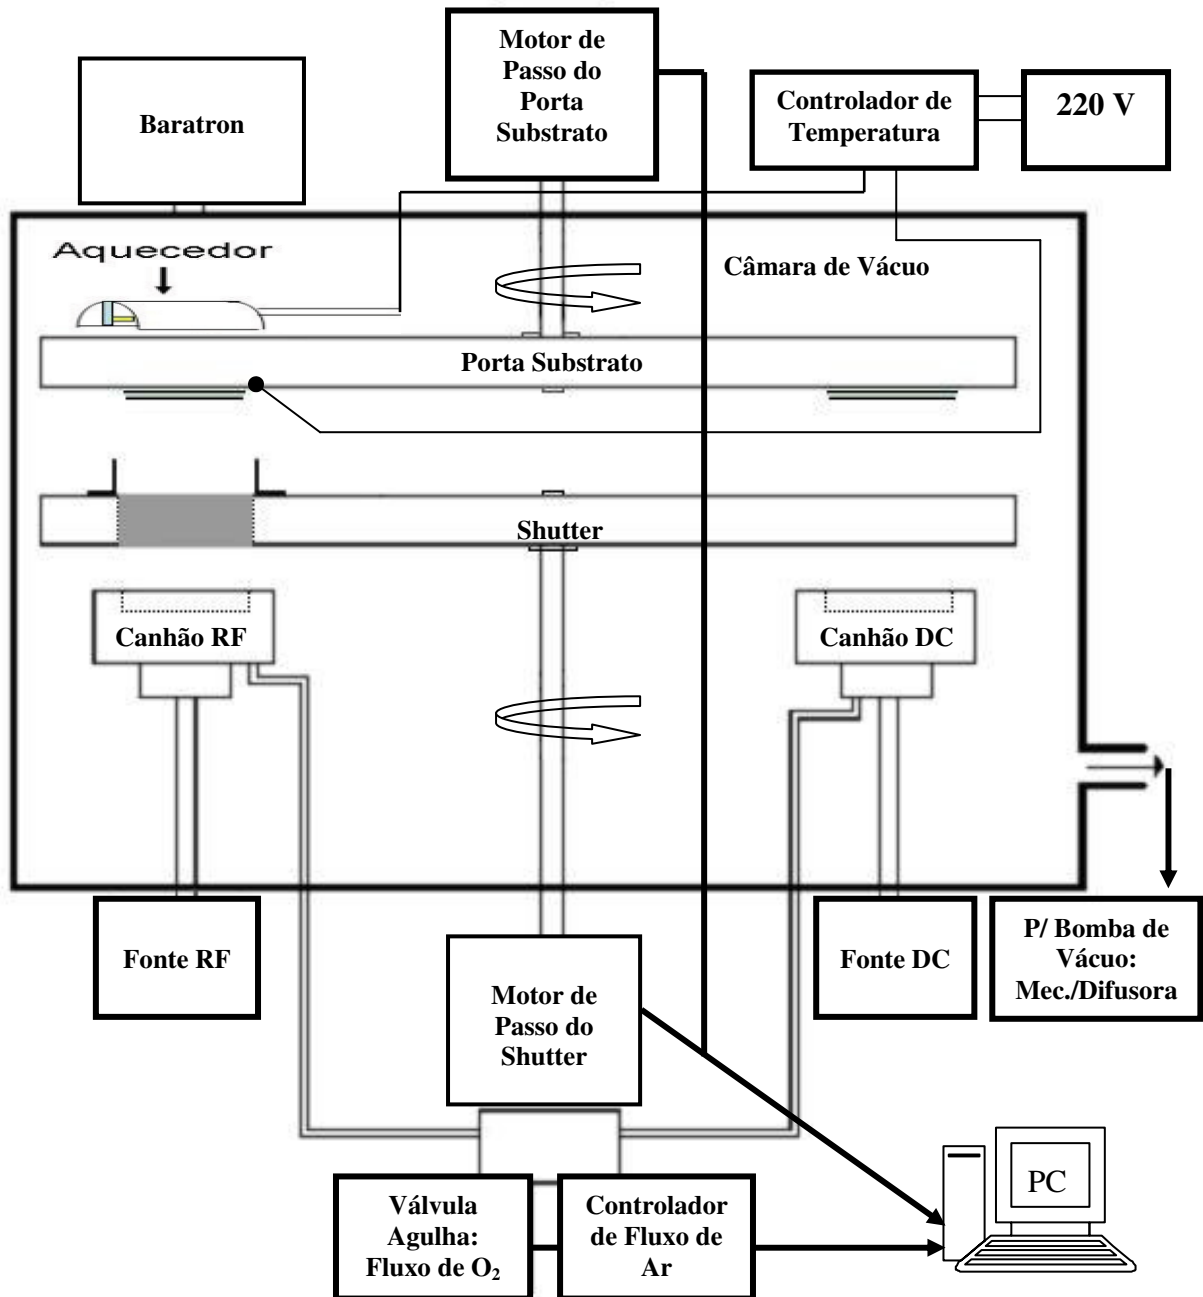 Motor de
Passo do
Porta
Substrato
Baratron
Controlador de
Temperatura
220 V
Aquecedor
Câmara de Vácuo
Porta Substrato
Shutter
Canhão RF
Canhão DC
Fonte RF
Motor de
Passo do
Shutter
Fonte DC
P/ Bomba de
Vácuo:
Mec./Difusora
Válvula
Agulha:
Fluxo de O₂
Controlador
de Fluxo de
Ar
PC